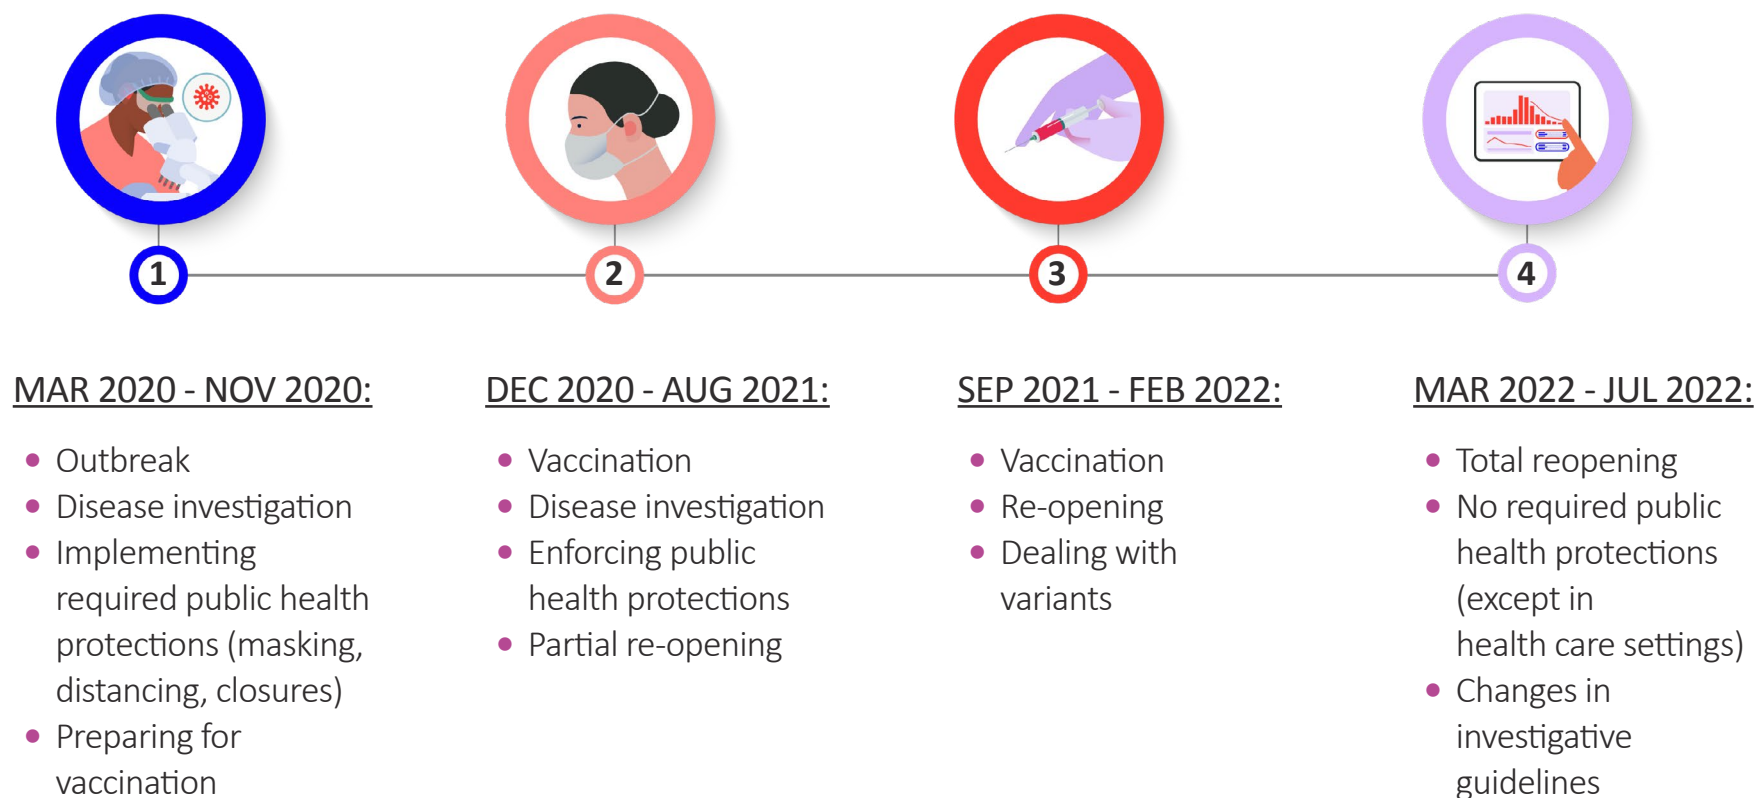 1
2
3
4
MAR 2020 - NOV 2020:
• Outbreak
• Disease investigation
• Implementing
required public health
protections (masking,
distancing, closures)
• Preparing for
vaccination
DEC 2020 - AUG 2021:
• Vaccination
• Disease investigation
• Enforcing public
health protections
• Partial re-opening
SEP 2021 - FEB 2022:
• Vaccination
• Re-opening
• Dealing with
variants
MAR 2022 - JUL 2022:
• Total reopening
• No required public
health protections
(except in
health care settings)
• Changes in
investigative
guidelines